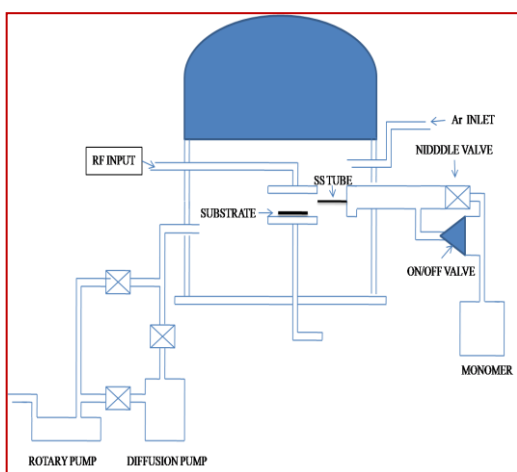 Ar INLET
NIDDDLE VALVE
RF INPUT
SS TUBE
SUBSTRATE
ON/OFF VALVE
MONOMER
ROTARY PUMP
DIFFUSION PUMP